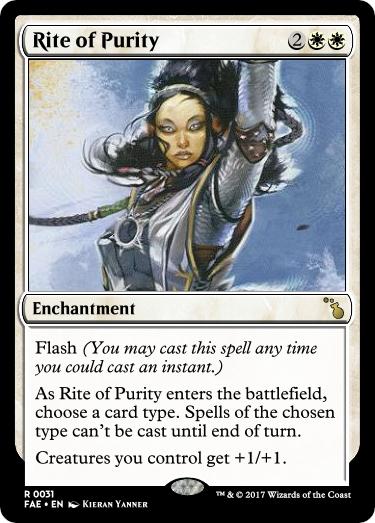 Rite of Purity 2
Enchantment
Flash (You may cast this spell any time
you could cast an instant.)
As Rite of Purity enters the battlefield,
choose a card type. Spells of the chosen
type can't be cast until end of turn.
Creatures you control get +1/+1.
R 0031
FAE • EN Kieran Yanner
™ & © 2017 Wizards of the Coast